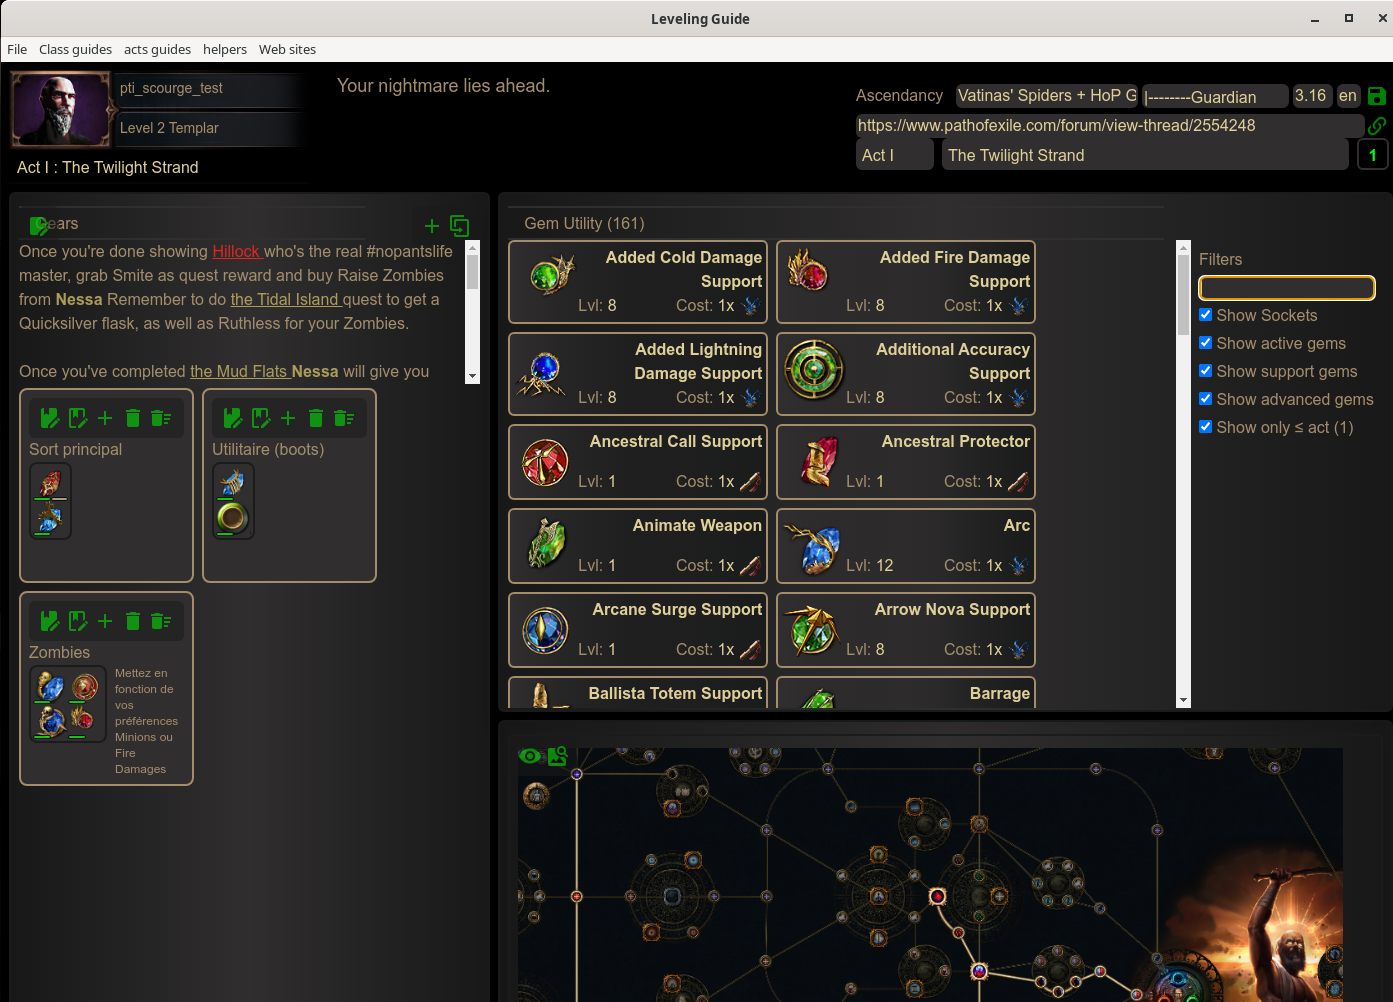 Leveling Guide
File Class guides acts guides helpers Web sites
pti_scourge_test
Level 2 Templar
Act I : The Twilight Strand
Your nightmare lies ahead.
Ascendancy Vatinas' Spiders + HoP G |--------Guardian 3.16 en
https://www.pathofexile.com/forum/view-thread/2554248
Act I The Twilight Strand 1
Gears
Once you're done showing Hillock who's the real #nopantslife
master, grab Smite as quest reward and buy Raise Zombies
from Nessa Remember to do the Tidal Island quest to get a
Quicksilver flask, as well as Ruthless for your Zombies.
Once you've completed the Mud Flats Nessa will give you
Sort principal
Utilitaire (boots)
Zombies
Mettez en
fonction de
vos
préférences
Minions ou
Fire
Damages
Gem Utility (161)
Added Cold Damage
Support
Lvl: 8 Cost: 1x
Added Fire Damage
Support
Lvl: 8 Cost: 1x
Added Lightning
Damage Support
Lvl: 8 Cost: 1x
Additional Accuracy
Support
Lvl: 8 Cost: 1x
Ancestral Call Support
Lvl: 1 Cost: 1x
Ancestral Protector
Lvl: 1 Cost: 1x
Animate Weapon
Lvl: 1 Cost: 1x
Arc
Lvl: 12 Cost: 1x
Arcane Surge Support
Lvl: 1 Cost: 1x
Arrow Nova Support
Lvl: 8 Cost: 1x
Ballista Totem Support
Barrage
Filters
Show Sockets
Show active gems
Show support gems
Show advanced gems
Show only ≤ act (1)